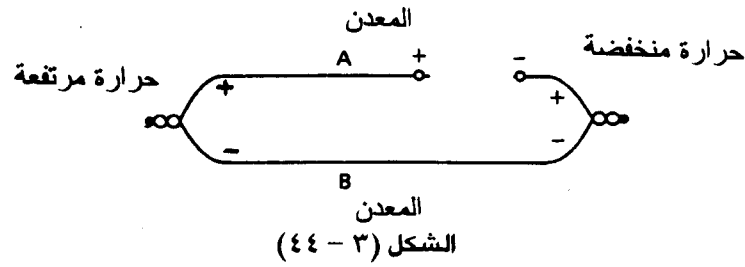 المعدن
A + −
حرارة مرتفعة
حرارة منخفضة
+ +
− −
B
المعدن
الشكل (٣ – ٤٤)